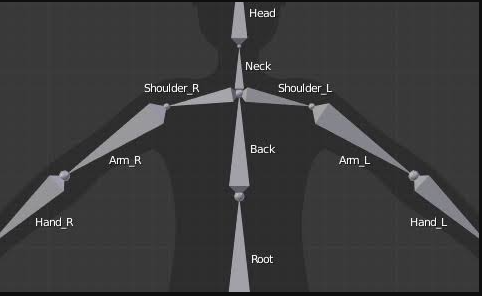 Head
Neck
Shoulder_R
Shoulder_L
Back
Arm_R
Arm_L
Hand_R
Hand_L
Root